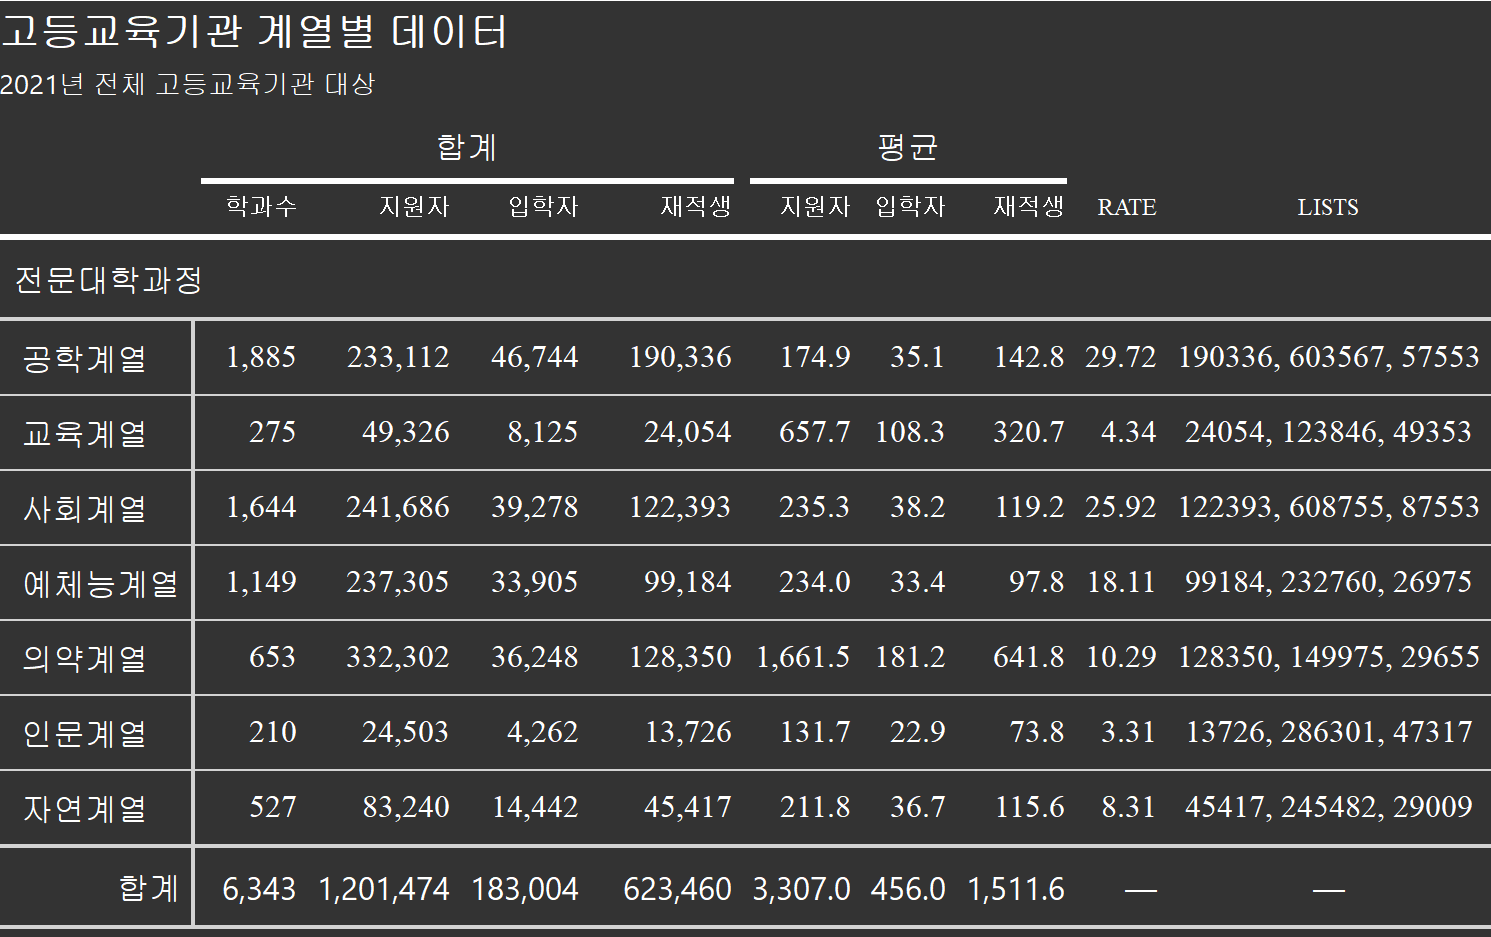 고등교육기관 계열별 데이터
2021년 전체 고등교육기관 대상
합계 평균
학과수 지원자 입학자 재적생 지원자 입학자 재적생 RATE LISTS
전문대학과정
공학계열 1,885 233,112 46,744 190,336 174.9 35.1 142.8 29.72 190336, 603567, 57553
교육계열 275 49,326 8,125 24,054 657.7 108.3 320.7 4.34 24054, 123846, 49353
사회계열 1,644 241,686 39,278 122,393 235.3 38.2 119.2 25.92 122393, 608755, 87553
예체능계열 1,149 237,305 33,905 99,184 234.0 33.4 97.8 18.11 99184, 232760, 26975
의약계열 653 332,302 36,248 128,350 1,661.5 181.2 641.8 10.29 128350, 149975, 29655
인문계열 210 24,503 4,262 13,726 131.7 22.9 73.8 3.31 13726, 286301, 47317
자연계열 527 83,240 14,442 45,417 211.8 36.7 115.6 8.31 45417, 245482, 29009
합계 6,343 1,201,474 183,004 623,460 3,307.0 456.0 1,511.6 — —